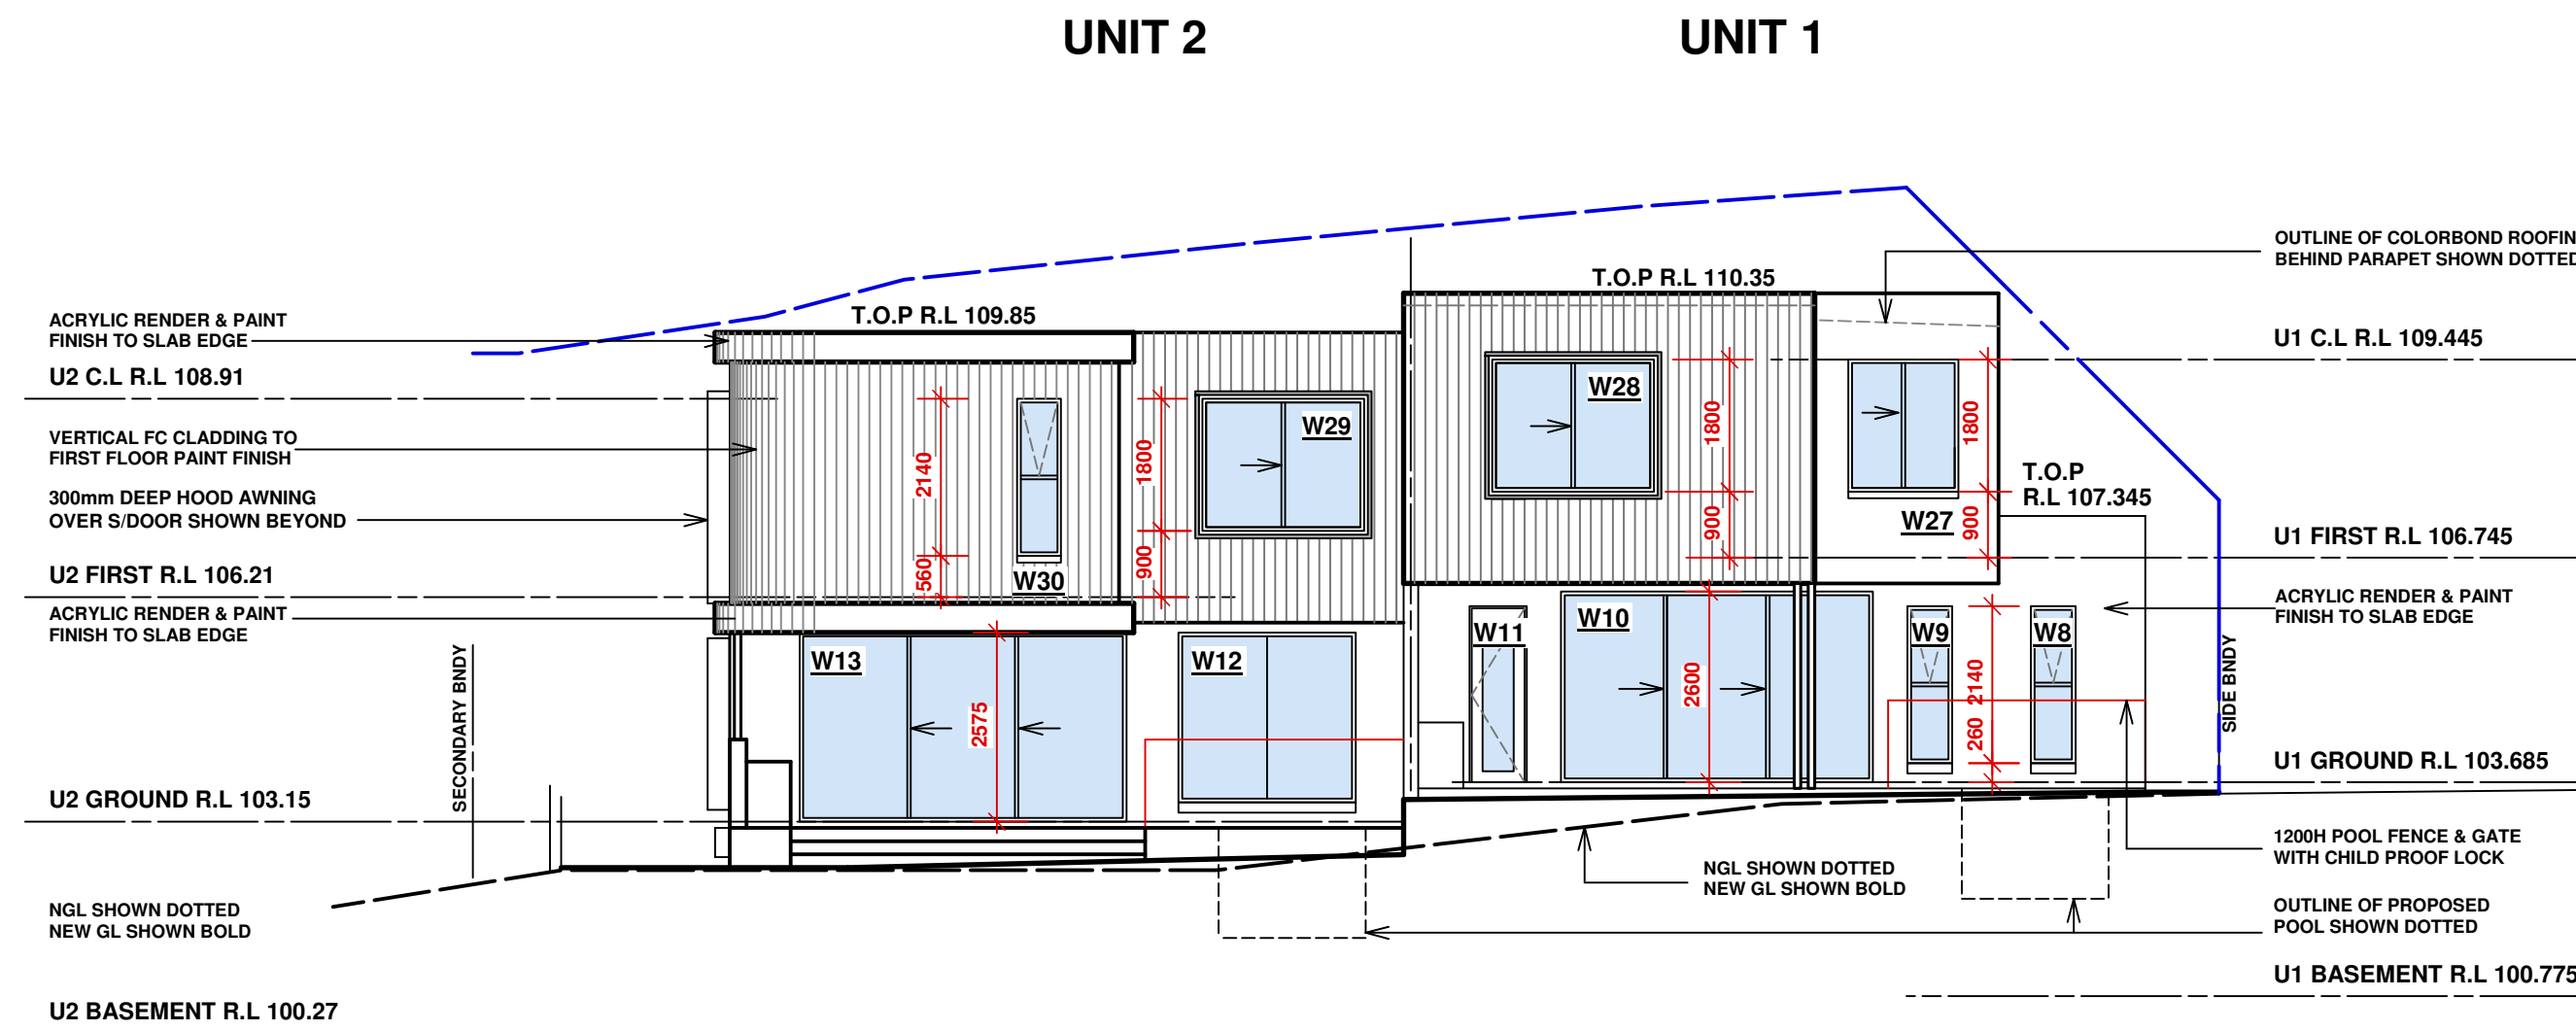 UNIT 2
UNIT 1
ACRYLIC RENDER & PAINT
FINISH TO SLAB EDGE
U2 C.L R.L 108.91
VERTICAL FC CLADDING TO
FIRST FLOOR PAINT FINISH
300mm DEEP HOOD AWNING
OVER S/DOOR SHOWN BEYOND
U2 FIRST R.L 106.21
ACRYLIC RENDER & PAINT
FINISH TO SLAB EDGE
SECONDARY BNDY
U2 GROUND R.L 103.15
NGL SHOWN DOTTED
NEW GL SHOWN BOLD
U2 BASEMENT R.L 100.27
T.O.P R.L 109.85
2140
560
W30
1800
900
W29
W13
2575
W12
T.O.P R.L 110.35
W28
1800
900
W27
1800
900
T.O.P
R.L 107.345
W11
W10
2600
W9
2140
260
W8
SIDE BNDY
NGL SHOWN DOTTED
NEW GL SHOWN BOLD
OUTLINE OF COLORBOND ROOFIN
BEHIND PARAPET SHOWN DOTTED
U1 C.L R.L 109.445
U1 FIRST R.L 106.745
ACRYLIC RENDER & PAINT
FINISH TO SLAB EDGE
U1 GROUND R.L 103.685
1200H POOL FENCE & GATE
WITH CHILD PROOF LOCK
OUTLINE OF PROPOSED
POOL SHOWN DOTTED
U1 BASEMENT R.L 100.775